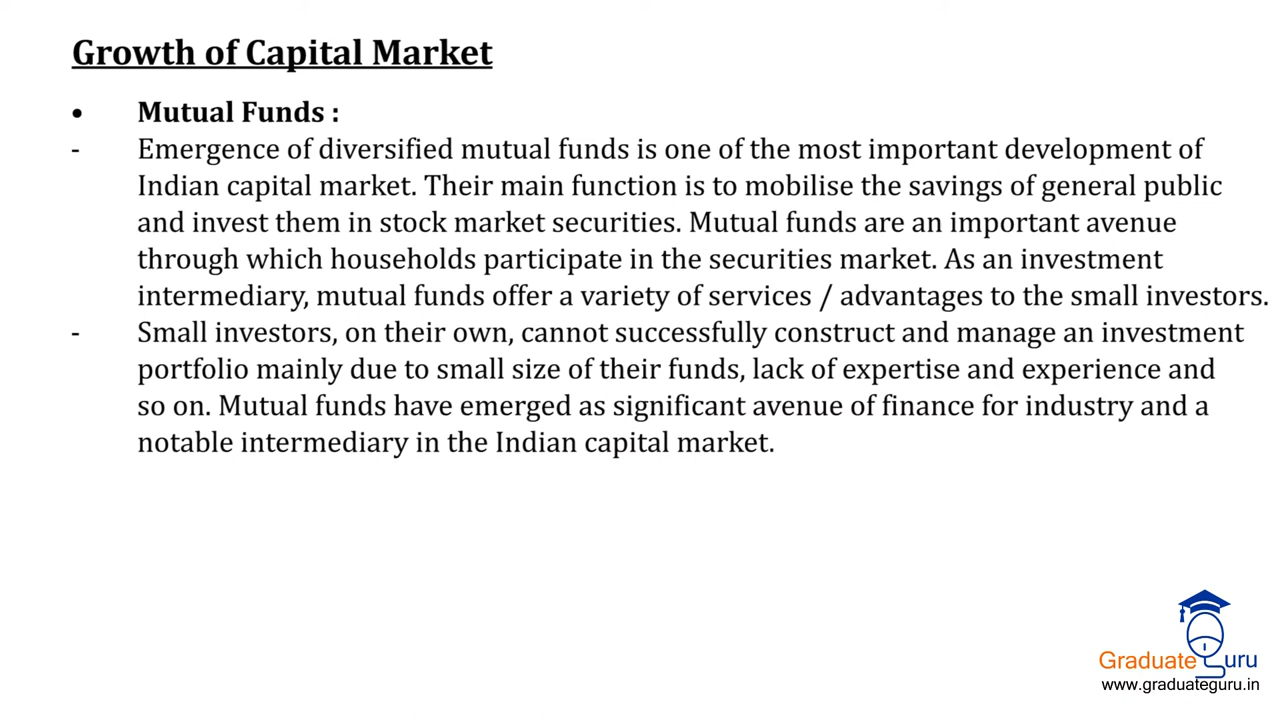 Growth of Capital Market
• Mutual Funds :
- Emergence of diversified mutual funds is one of the most important development of
Indian capital market. Their main function is to mobilise the savings of general public
and invest them in stock market securities. Mutual funds are an important avenue
through which households participate in the securities market. As an investment
intermediary, mutual funds offer a variety of services / advantages to the small investors.
- Small investors, on their own, cannot successfully construct and manage an investment
portfolio mainly due to small size of their funds, lack of expertise and experience and
so on. Mutual funds have emerged as significant avenue of finance for industry and a
notable intermediary in the Indian capital market.
Graduate uru
www.graduateguru.in